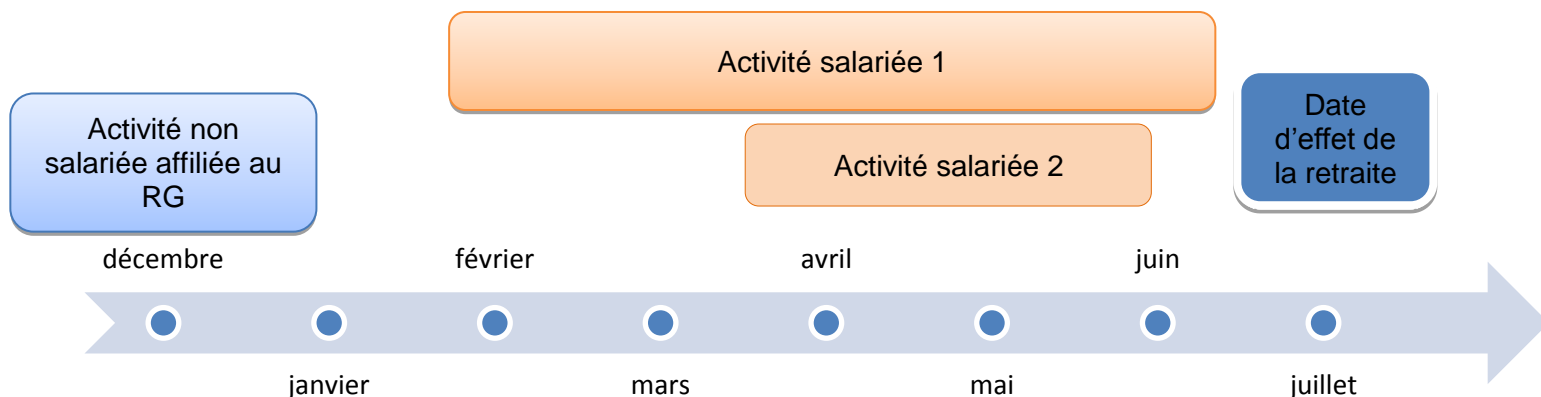 Activité salariée 1
Activité non
salariée affiliée au
RG
Activité salariée 2
Date
d’effet de
la retraite
décembre
février
avril
juin
janvier
mars
mai
juillet